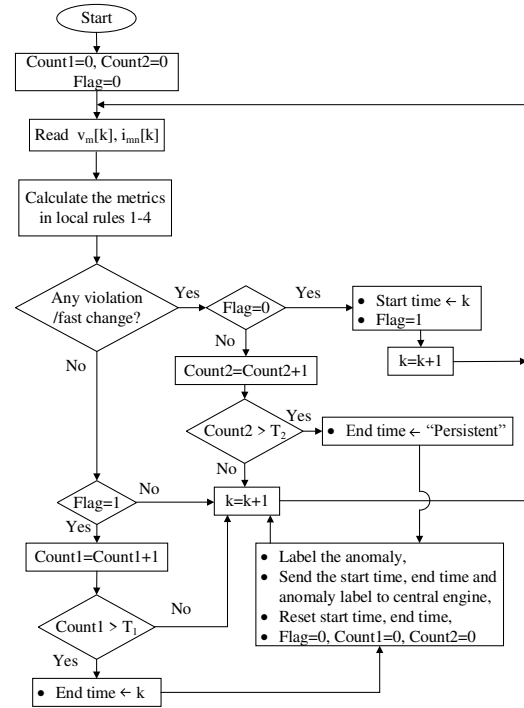 Start
Count1=0, Count2=0
Flag=0
Read v_m[k], i_mn[k]
Calculate the metrics
in local rules 1-4
Any violation
/fast change?
Yes
Flag=0
Yes
• Start time ← k
• Flag=1
k=k+1
No
Count2=Count2+1
Count2 > T_2
Yes
• End time ← “Persistent”
No
No
k=k+1
Flag=1
No
Yes
Count1=Count1+1
Count1 > T_1
No
Yes
• End time ← k
• Label the anomaly,
• Send the start time, end time and
anomaly label to central engine,
• Reset start time, end time,
• Flag=0, Count1=0, Count2=0